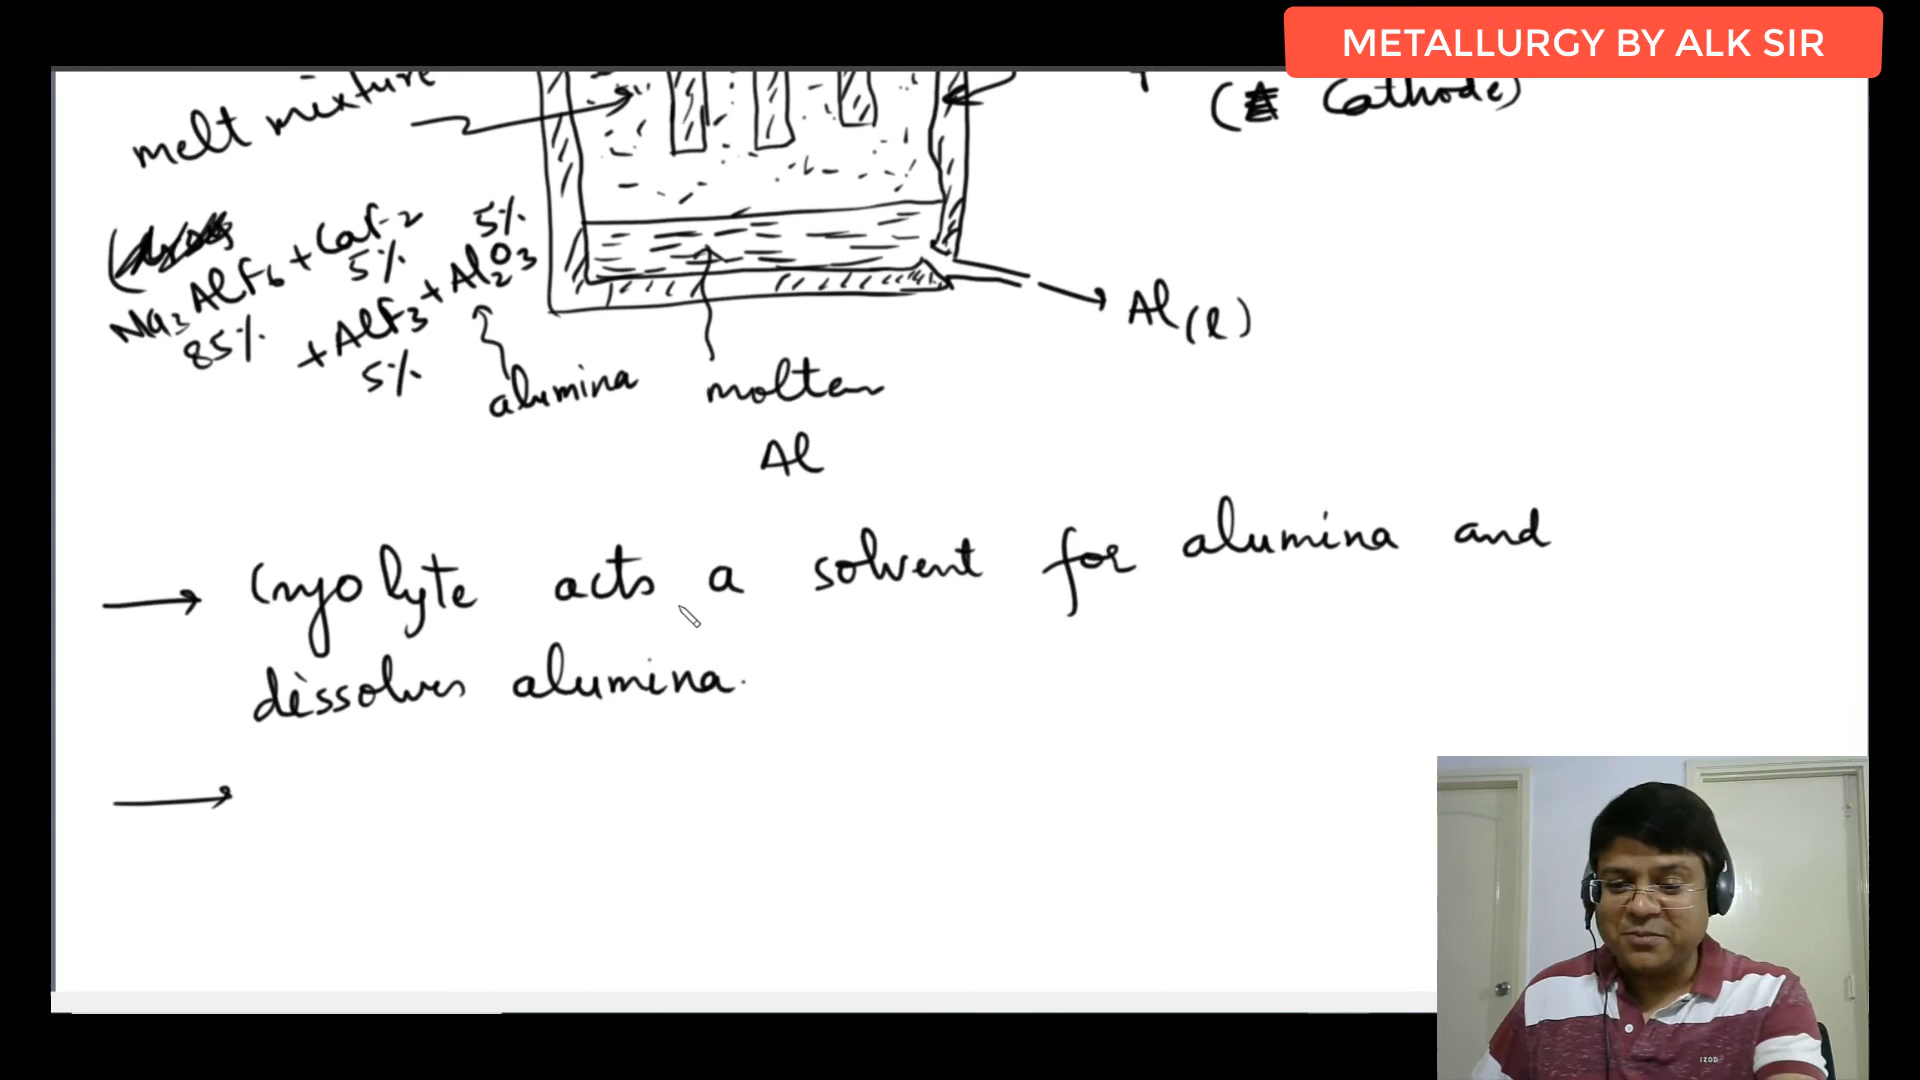 METALLURGY BY ALK SIR
melt mixture
(Cathode)
Na3AlF6 + CaF2 5%
85% 5%
+ AlF3 + Al2O3
5%
alumina
molten
Al
Al(l)
→ Cryolyte acts a solvent for alumina and
dissolves alumina.
→
IZOD